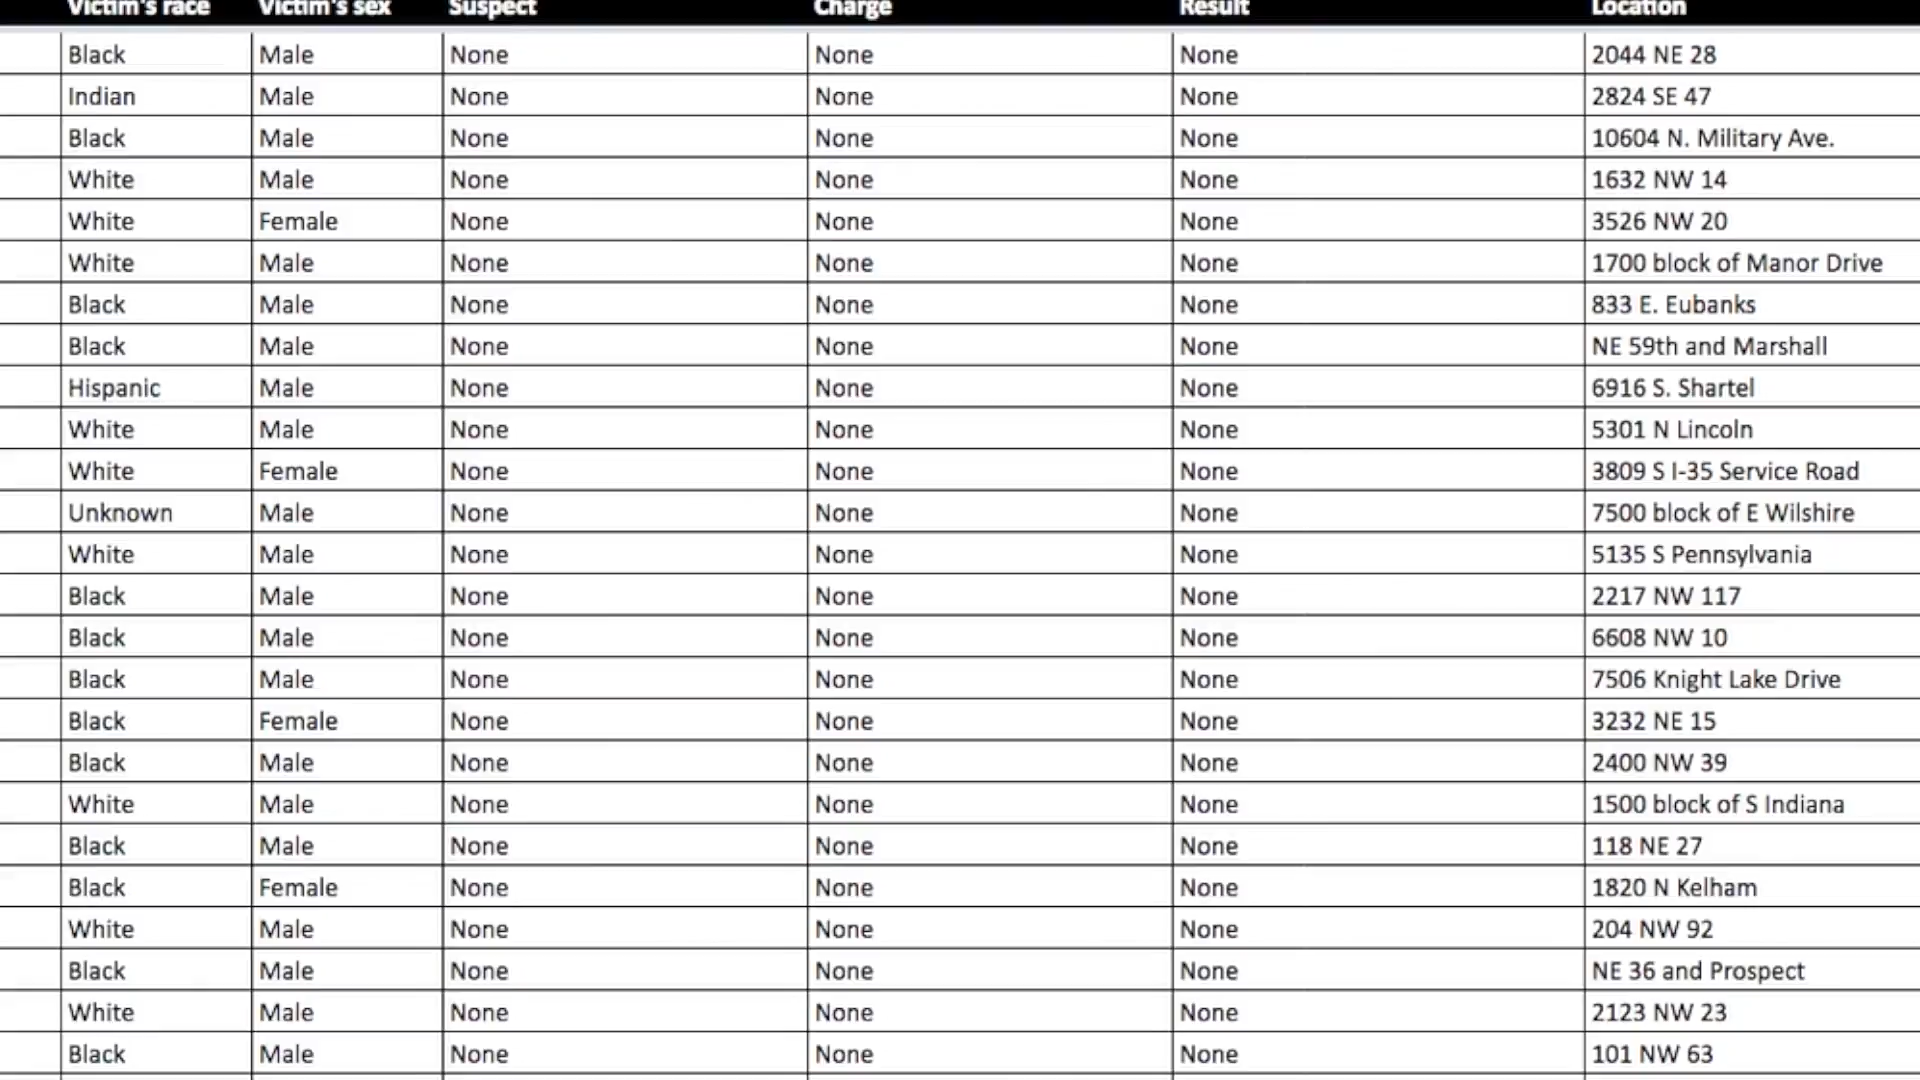 Victim's race Victim's sex Suspect Charge Result Location
Black Male None None None 2044 NE 28
Indian Male None None None 2824 SE 47
Black Male None None None 10604 N. Military Ave.
White Male None None None 1632 NW 14
White Female None None None 3526 NW 20
White Male None None None 1700 block of Manor Drive
Black Male None None None 833 E. Eubanks
Black Male None None None NE 59th and Marshall
Hispanic Male None None None 6916 S. Shartel
White Male None None None 5301 N Lincoln
White Female None None None 3809 S I-35 Service Road
Unknown Male None None None 7500 block of E Wilshire
White Male None None None 5135 S Pennsylvania
Black Male None None None 2217 NW 117
Black Male None None None 6608 NW 10
Black Male None None None 7506 Knight Lake Drive
Black Female None None None 3232 NE 15
Black Male None None None 2400 NW 39
White Male None None None 1500 block of S Indiana
Black Male None None None 118 NE 27
Black Female None None None 1820 N Kelham
White Male None None None 204 NW 92
Black Male None None None NE 36 and Prospect
White Male None None None 2123 NW 23
Black Male None None None 101 NW 63